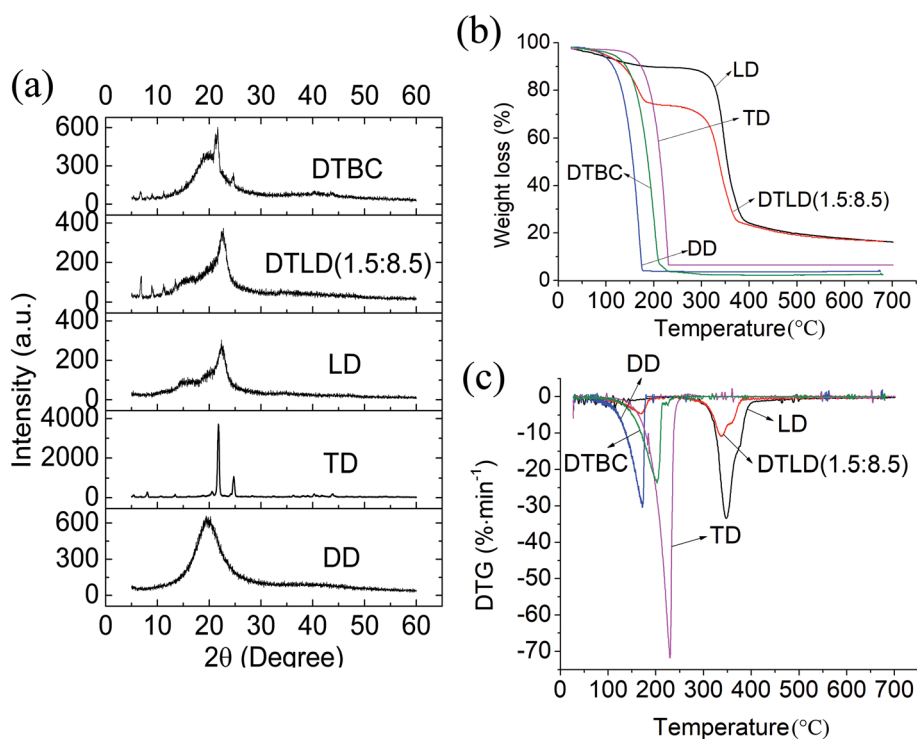 (a)
0 10 20 30 40 50 60
600
300
0
DTBC
400
200
0
DTLD(1.5:8.5)
400
200
0
LD
4000
2000
0
TD
600
300
0
DD
0 10 20 30 40 50 60
2θ (Degree)
Intensity (a.u.)
(b)
100
80
60
40
20
0
Weight loss (%)
LD
TD
DTBC
DTLD(1.5:8.5)
DD
0 100 200 300 400 500 600 700
Temperature(°C)
(c)
0
-10
-20
-30
-40
-50
-60
-70
DTG (%·min-1)
DD
LD
DTBC
DTLD(1.5:8.5)
TD
0 100 200 300 400 500 600 700
Temperature(°C)